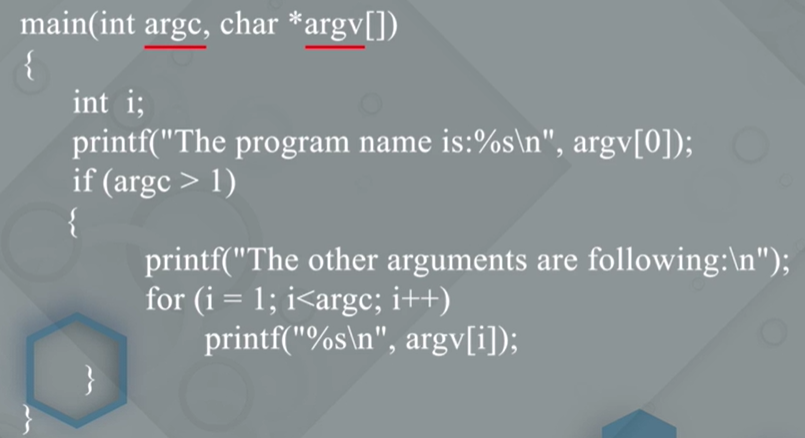 main(int argc, char *argv[])
{
int i;
printf("The program name is:%s\n", argv[0]);
if (argc > 1)
{
printf("The other arguments are following:\n");
for (i = 1; i<argc; i++)
printf("%s\n", argv[i]);
}
}